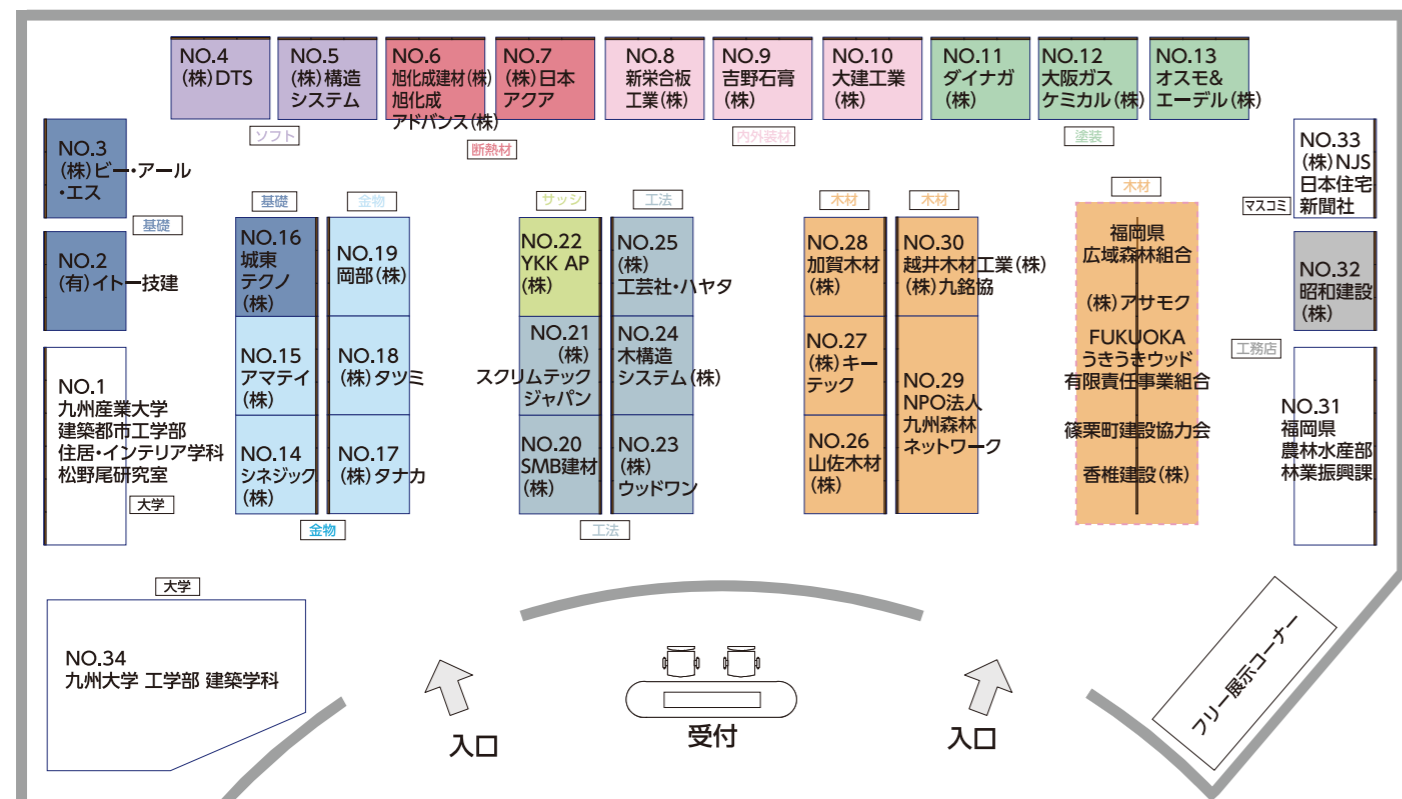 NO.4
(株)DTS
NO.5
(株)構造
システム
NO.6
旭化成建材(株)
旭化成
アドバンス(株)
NO.7
(株)日本
アクア
NO.8
新栄合板
工業(株)
NO.9
吉野石膏
(株)
NO.10
大建工業
(株)
NO.11
ダイナガ
(株)
NO.12
大阪ガス
ケミカル(株)
NO.13
オスモ&
エーデル(株)
ソフト
断熱材
内外装材
塗装
NO.3
(株)ビー・アール
・エス
基礎
NO.2
(有)イトー技建
NO.1
九州産業大学
建築都市工学部
住居・インテリア学科
松野尾研究室
大学
基礎
金物
NO.16
城東
テクノ
(株)
NO.19
岡部(株)
NO.15
アマテイ
(株)
NO.18
(株)タツミ
NO.14
シネジック
(株)
NO.17
(株)タナカ
金物
サッシ
工法
NO.22
YKK AP
(株)
NO.25
(株)
工芸社・ハヤタ
NO.21
(株)
スクリムテック
ジャパン
NO.24
木構造
システム(株)
NO.20
SMB建材
(株)
NO.23
(株)
ウッドワン
工法
木材
木材
NO.28
加賀木材
(株)
NO.30
越井木材工業(株)
(株)九銘協
NO.27
(株)キー
テック
NO.29
NPO法人
九州森林
ネットワーク
NO.26
山佐木材
(株)
木材
福岡県
広域森林組合
(株)アサモク
FUKUOKA
うきうきウッド
有限責任事業組合
篠栗町建設協力会
香椎建設(株)
NO.33
(株)NJS
日本住宅
新聞社
マスコミ
NO.32
昭和建設
(株)
工務店
NO.31
福岡県
農林水産部
林業振興課
大学
NO.34
九州大学 工学部 建築学科
入口
受付
入口
フリー展示コーナー